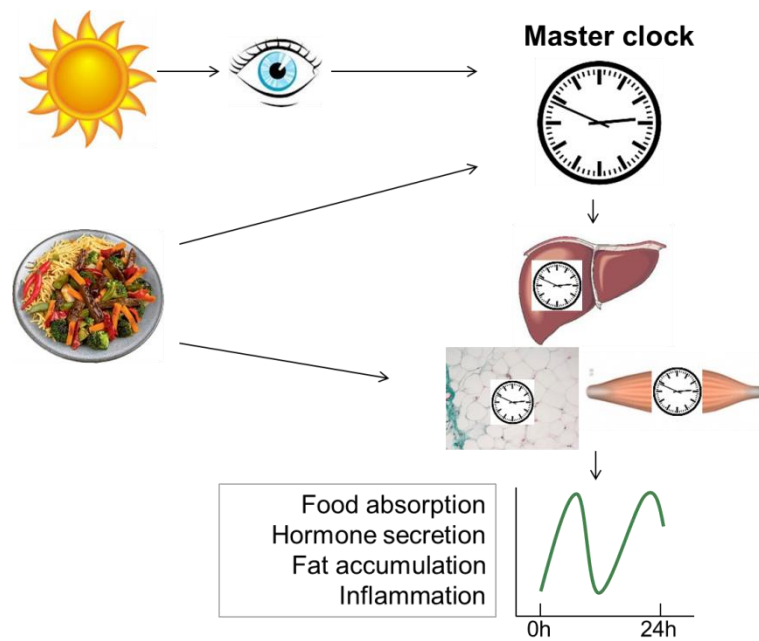 Master clock
Food absorption
Hormone secretion
Fat accumulation
Inflammation
0h
24h